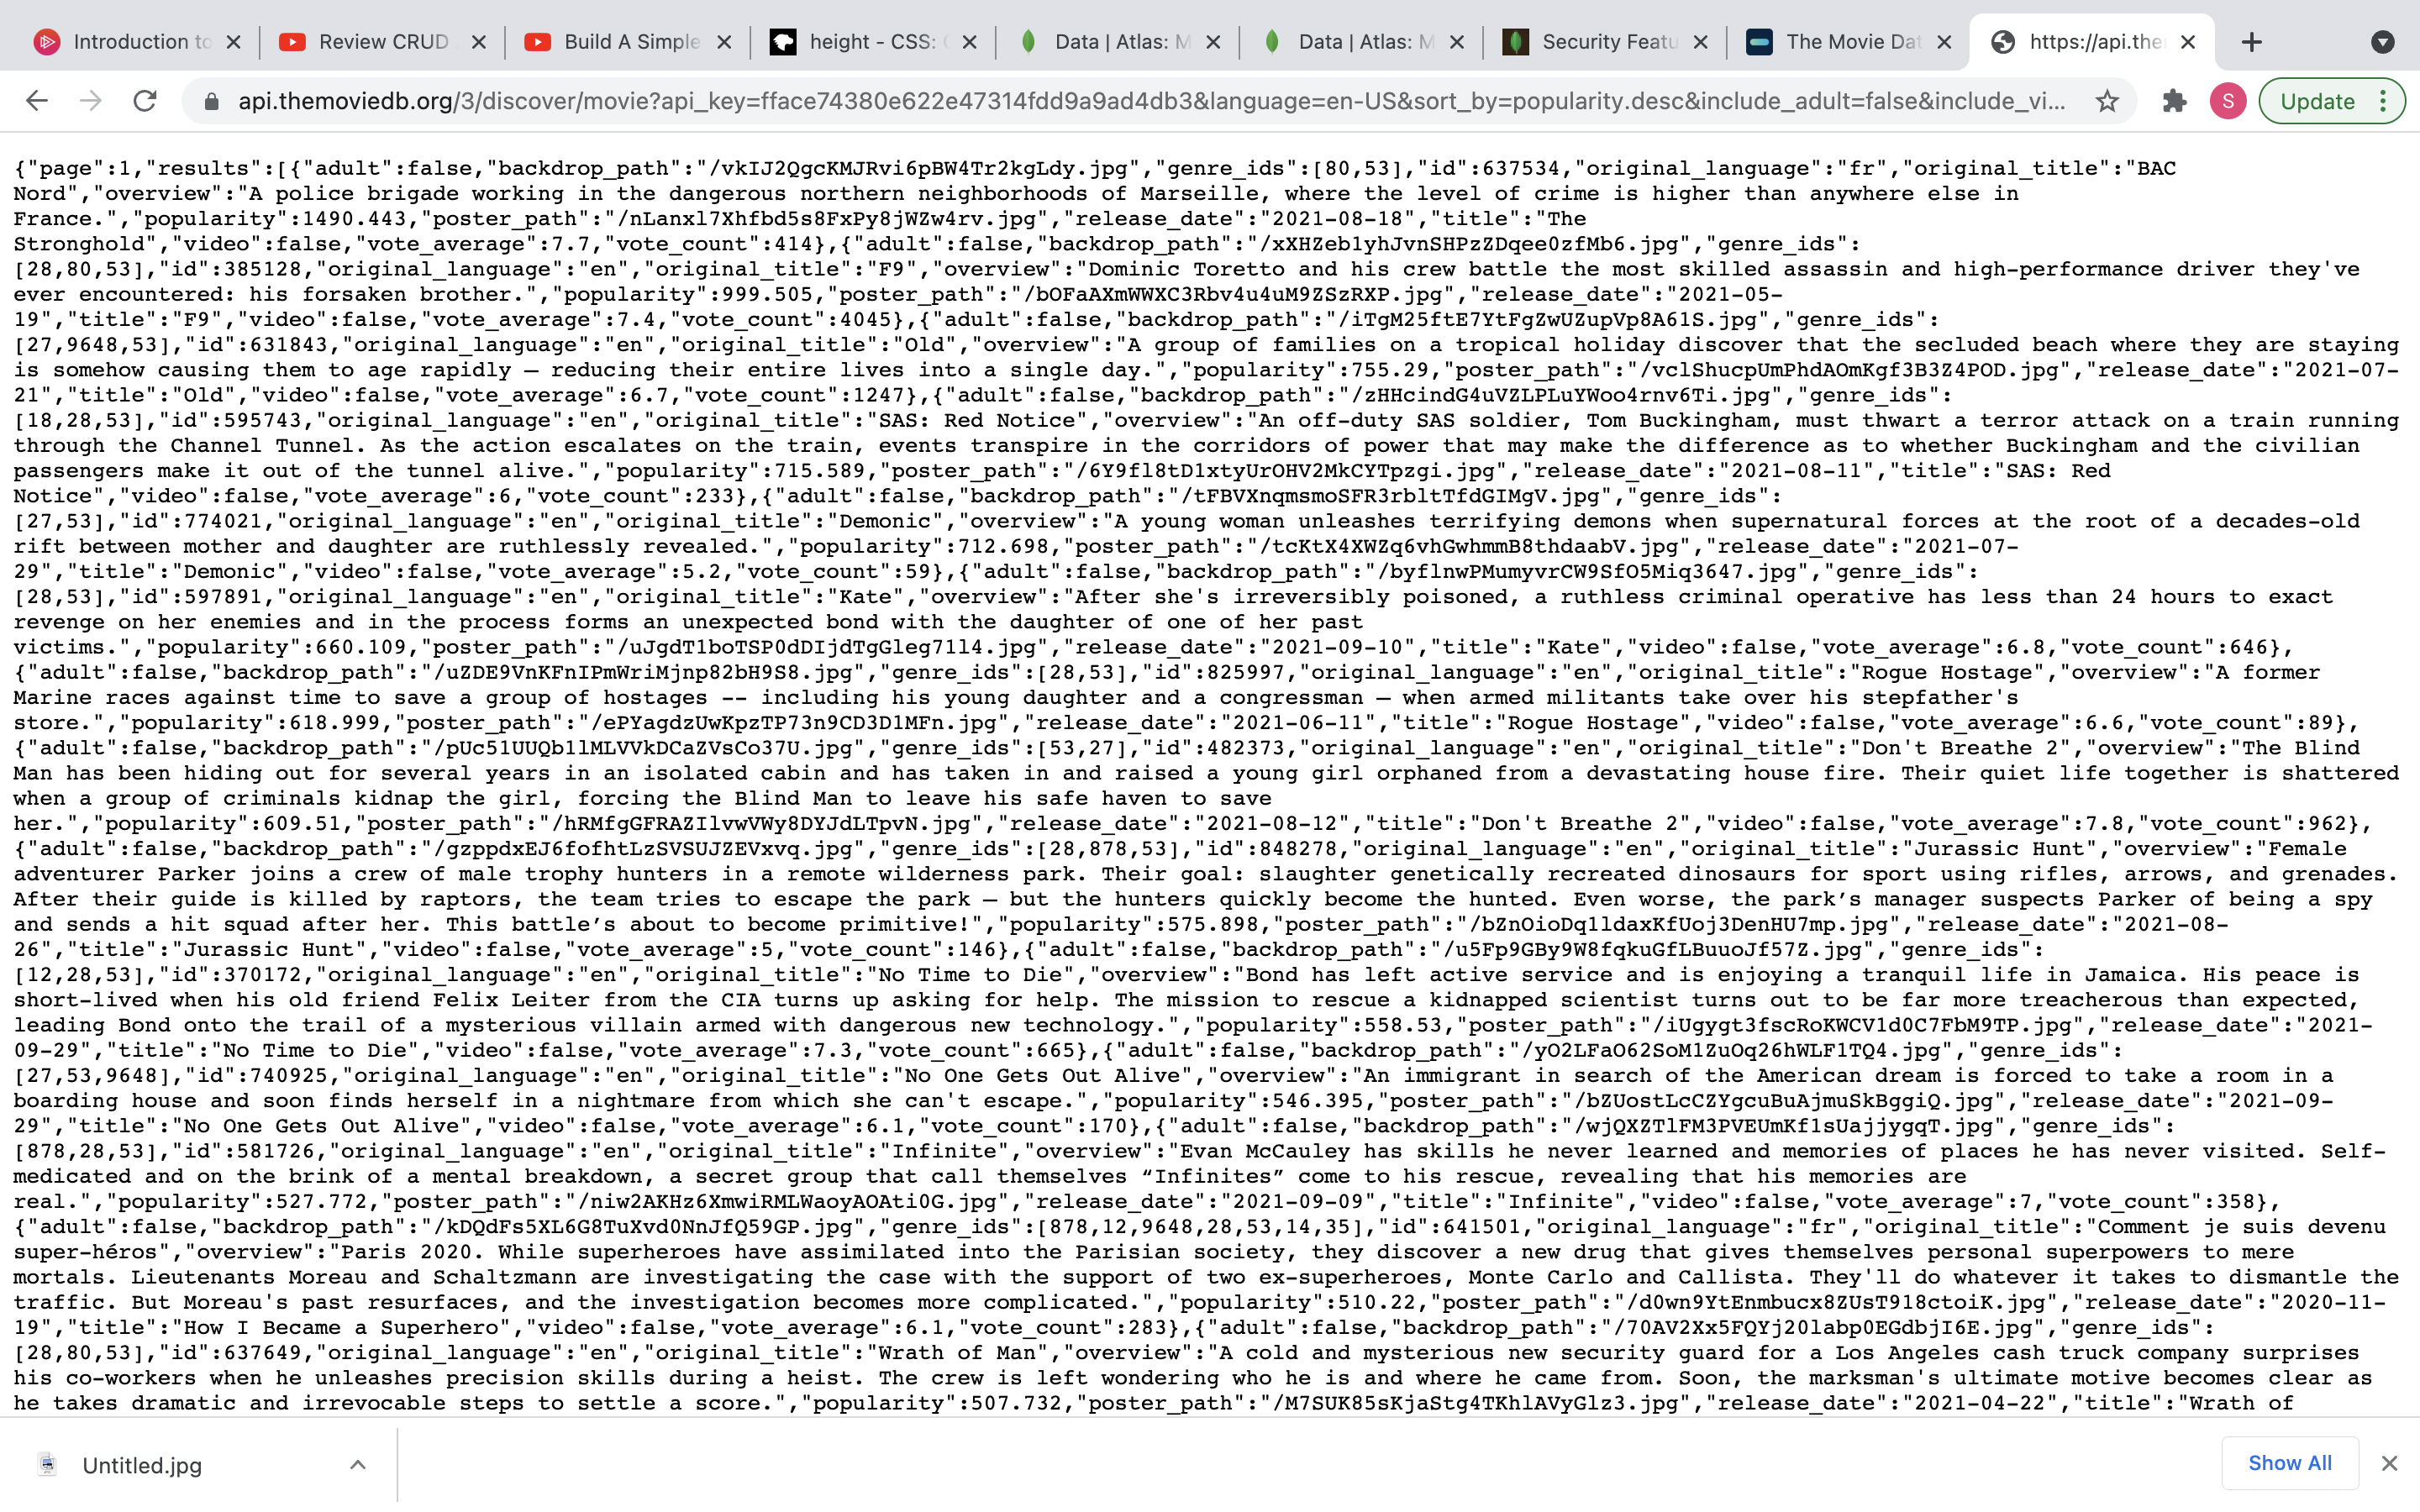 Introduction to
Review CRUD
Build A Simple
height - CSS:
Data | Atlas: M
Data | Atlas: M
Security Featu
The Movie Dat
https://api.the
api.themoviedb.org/3/discover/movie?api_key=fface74380e622e47314fdd9a9ad4db3&language=en-US&sort_by=popularity.desc&include_adult=false&include_vi...
S
Update
{"page":1,"results":[{"adult":false,"backdrop_path":"/vkIJ2QgcKMJRvi6pBW4Tr2kgLdy.jpg","genre_ids":[80,53],"id":637534,"original_language":"fr","original_title":"BAC
Nord","overview":"A police brigade working in the dangerous northern neighborhoods of Marseille, where the level of crime is higher than anywhere else in
France.","popularity":1490.443,"poster_path":"/nLanxl7Xhfbd5s8FxPy8jWZw4rv.jpg","release_date":"2021-08-18","title":"The
Stronghold","video":false,"vote_average":7.7,"vote_count":414},{"adult":false,"backdrop_path":"/xXHZeb1yhJvnSHPzZDqee0zfMb6.jpg","genre_ids":
[28,80,53],"id":385128,"original_language":"en","original_title":"F9","overview":"Dominic Toretto and his crew battle the most skilled assassin and high-performance driver they've
ever encountered: his forsaken brother.","popularity":999.505,"poster_path":"/bOFaAXmWWXC3Rbv4u4uM9ZSzRXP.jpg","release_date":"2021-05-
19","title":"F9","video":false,"vote_average":7.4,"vote_count":4045},{"adult":false,"backdrop_path":"/iTgM25ftE7YtFgZwUZupVp8A61S.jpg","genre_ids":
[27,9648,53],"id":631843,"original_language":"en","original_title":"Old","overview":"A group of families on a tropical holiday discover that the secluded beach where they are staying
is somehow causing them to age rapidly – reducing their entire lives into a single day.","popularity":755.29,"poster_path":"/vclShucpUmPhdAOmKgf3B3Z4POD.jpg","release_date":"2021-07-
21","title":"Old","video":false,"vote_average":6.7,"vote_count":1247},{"adult":false,"backdrop_path":"/zHHcindG4uVZLPLuYWoo4rnv6Ti.jpg","genre_ids":
[18,28,53],"id":595743,"original_language":"en","original_title":"SAS: Red Notice","overview":"An off-duty SAS soldier, Tom Buckingham, must thwart a terror attack on a train running
through the Channel Tunnel. As the action escalates on the train, events transpire in the corridors of power that may make the difference as to whether Buckingham and the civilian
passengers make it out of the tunnel alive.","popularity":715.589,"poster_path":"/6Y9fl8tD1xtyUrOHV2MkCYTpzgi.jpg","release_date":"2021-08-11","title":"SAS: Red
Notice","video":false,"vote_average":6,"vote_count":233},{"adult":false,"backdrop_path":"/tFBVXnqmsmoSFR3rbltTfdGIMgV.jpg","genre_ids":
[27,53],"id":774021,"original_language":"en","original_title":"Demonic","overview":"A young woman unleashes terrifying demons when supernatural forces at the root of a decades-old
rift between mother and daughter are ruthlessly revealed.","popularity":712.698,"poster_path":"/tcKtX4XWZq6vhGwhmmB8thdaabV.jpg","release_date":"2021-07-
29","title":"Demonic","video":false,"vote_average":5.2,"vote_count":59},{"adult":false,"backdrop_path":"/byflnwPMumyvrCW9SfO5Miq3647.jpg","genre_ids":
[28,53],"id":597891,"original_language":"en","original_title":"Kate","overview":"After she's irreversibly poisoned, a ruthless criminal operative has less than 24 hours to exact
revenge on her enemies and in the process forms an unexpected bond with the daughter of one of her past
victims.","popularity":660.109,"poster_path":"/uJgdT1boTSP0dDIjdTgGleg71l4.jpg","release_date":"2021-09-10","title":"Kate","video":false,"vote_average":6.8,"vote_count":646},
{"adult":false,"backdrop_path":"/uZDE9VnKFnIPmWriMjnp82bH9S8.jpg","genre_ids":[28,53],"id":825997,"original_language":"en","original_title":"Rogue Hostage","overview":"A former
Marine races against time to save a group of hostages -- including his young daughter and a congressman – when armed militants take over his stepfather's
store.","popularity":618.999,"poster_path":"/ePYagdzUwKpzTP73n9CD3D1MFn.jpg","release_date":"2021-06-11","title":"Rogue Hostage","video":false,"vote_average":6.6,"vote_count":89},
{"adult":false,"backdrop_path":"/pUc51UUQb1lMLVVkDCaZVsCo37U.jpg","genre_ids":[53,27],"id":482373,"original_language":"en","original_title":"Don't Breathe 2","overview":"The Blind
Man has been hiding out for several years in an isolated cabin and has taken in and raised a young girl orphaned from a devastating house fire. Their quiet life together is shattered
when a group of criminals kidnap the girl, forcing the Blind Man to leave his safe haven to save
her.","popularity":609.51,"poster_path":"/hRMfgGFRAZIlvwVWy8DYJdLTpvN.jpg","release_date":"2021-08-12","title":"Don't Breathe 2","video":false,"vote_average":7.8,"vote_count":962},
{"adult":false,"backdrop_path":"/gzppdxEJ6fofhtLzSVSUJZEVxvq.jpg","genre_ids":[28,878,53],"id":848278,"original_language":"en","original_title":"Jurassic Hunt","overview":"Female
adventurer Parker joins a crew of male trophy hunters in a remote wilderness park. Their goal: slaughter genetically recreated dinosaurs for sport using rifles, arrows, and grenades.
After their guide is killed by raptors, the team tries to escape the park – but the hunters quickly become the hunted. Even worse, the park’s manager suspects Parker of being a spy
and sends a hit squad after her. This battle’s about to become primitive!","popularity":575.898,"poster_path":"/bZnOioDq1ldaxKfUoj3DenHU7mp.jpg","release_date":"2021-08-
26","title":"Jurassic Hunt","video":false,"vote_average":5,"vote_count":146},{"adult":false,"backdrop_path":"/u5Fp9GBy9W8fqkuGfLBuuoJf57Z.jpg","genre_ids":
[12,28,53],"id":370172,"original_language":"en","original_title":"No Time to Die","overview":"Bond has left active service and is enjoying a tranquil life in Jamaica. His peace is
short-lived when his old friend Felix Leiter from the CIA turns up asking for help. The mission to rescue a kidnapped scientist turns out to be far more treacherous than expected,
leading Bond onto the trail of a mysterious villain armed with dangerous new technology.","popularity":558.53,"poster_path":"/iUgygt3fscRoKWCV1d0C7FbM9TP.jpg","release_date":"2021-
09-29","title":"No Time to Die","video":false,"vote_average":7.3,"vote_count":665},{"adult":false,"backdrop_path":"/yO2LFaO62SoM1ZuOq26hWLF1TQ4.jpg","genre_ids":
[27,53,9648],"id":740925,"original_language":"en","original_title":"No One Gets Out Alive","overview":"An immigrant in search of the American dream is forced to take a room in a
boarding house and soon finds herself in a nightmare from which she can't escape.","popularity":546.395,"poster_path":"/bZUostLcCZYgcuBuAjmuSkBggiQ.jpg","release_date":"2021-09-
29","title":"No One Gets Out Alive","video":false,"vote_average":6.1,"vote_count":170},{"adult":false,"backdrop_path":"/wjQXZTlFM3PVEUmKf1sUajjygqT.jpg","genre_ids":
[878,28,53],"id":581726,"original_language":"en","original_title":"Infinite","overview":"Evan McCauley has skills he never learned and memories of places he has never visited. Self-
medicated and on the brink of a mental breakdown, a secret group that call themselves “Infinites” come to his rescue, revealing that his memories are
real.","popularity":527.772,"poster_path":"/niw2AKHz6XmwiRMLWaoyAOAti0G.jpg","release_date":"2021-09-09","title":"Infinite","video":false,"vote_average":7,"vote_count":358},
{"adult":false,"backdrop_path":"/kDQdFs5XL6G8TuXvd0NnJfQ59GP.jpg","genre_ids":[878,12,9648,28,53,14,35],"id":641501,"original_language":"fr","original_title":"Comment je suis devenu
super-héros","overview":"Paris 2020. While superheroes have assimilated into the Parisian society, they discover a new drug that gives themselves personal superpowers to mere
mortals. Lieutenants Moreau and Schaltzmann are investigating the case with the support of two ex-superheroes, Monte Carlo and Callista. They'll do whatever it takes to dismantle the
traffic. But Moreau's past resurfaces, and the investigation becomes more complicated.","popularity":510.22,"poster_path":"/d0wn9YtEnmbucx8ZUsT918ctoiK.jpg","release_date":"2020-11-
19","title":"How I Became a Superhero","video":false,"vote_average":6.1,"vote_count":283},{"adult":false,"backdrop_path":"/70AV2Xx5FQYj20labp0EGdbjI6E.jpg","genre_ids":
[28,80,53],"id":637649,"original_language":"en","original_title":"Wrath of Man","overview":"A cold and mysterious new security guard for a Los Angeles cash truck company surprises
his co-workers when he unleashes precision skills during a heist. The crew is left wondering who he is and where he came from. Soon, the marksman's ultimate motive becomes clear as
he takes dramatic and irrevocable steps to settle a score.","popularity":507.732,"poster_path":"/M7SUK85sKjaStg4TKhlAVyGlz3.jpg","release_date":"2021-04-22","title":"Wrath of
Untitled.jpg
Show All